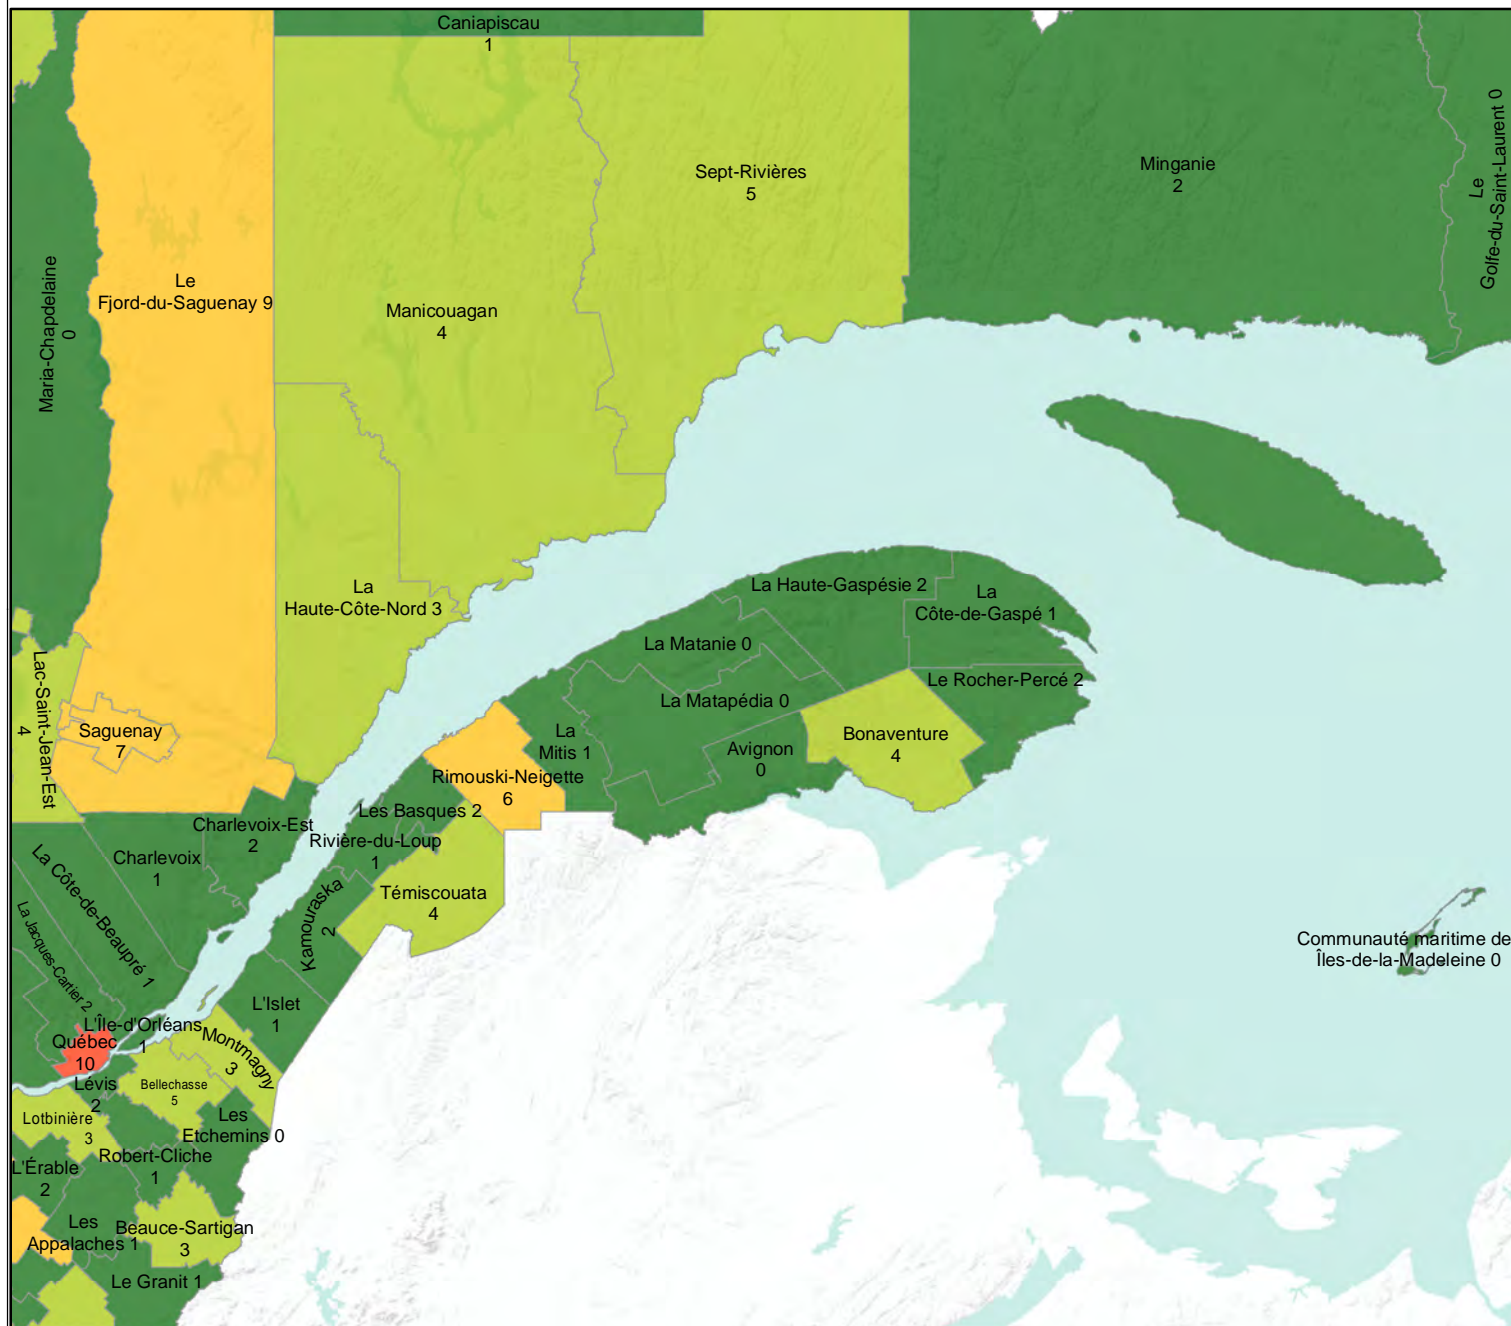 Caniapiscau
1
Le
Golfe-du-Saint-Laurent 0
Minganie
2
Sept-Rivières
5
Maria-Chapdelaine
0
Le
Fjord-du-Saguenay 9
Manicouagan
4
La
Haute-Côte-Nord 3
La Haute-Gaspésie 2
La
Côte-de-Gaspé 1
La Matanie 0
Le Rocher-Percé 2
La Matapédia 0
Lac-Saint-Jean-Est
4
Saguenay
7
La
Mitis 1
Avignon
0
Bonaventure
4
Rimouski-Neigette
6
Les Basques 2
Charlevoix-Est
2
Rivière-du-Loup
1
Charlevoix
1
La Côte-de-Beaupré 1
Témiscouata
4
Kamouraska
2
La Jacques-Cartier 2
Communauté maritime de
Îles-de-la-Madeleine 0
L'Islet
1
L'Île-d'Orléans
1
Québec
10
Montmagny
3
Lévis
2
Bellechasse
5
Lotbinière
3
Les
Etchemins 0
Robert-Cliche
1
L'Érable
2
Les
Appalaches 1
Beauce-Sartigan
3
Le Granit 1